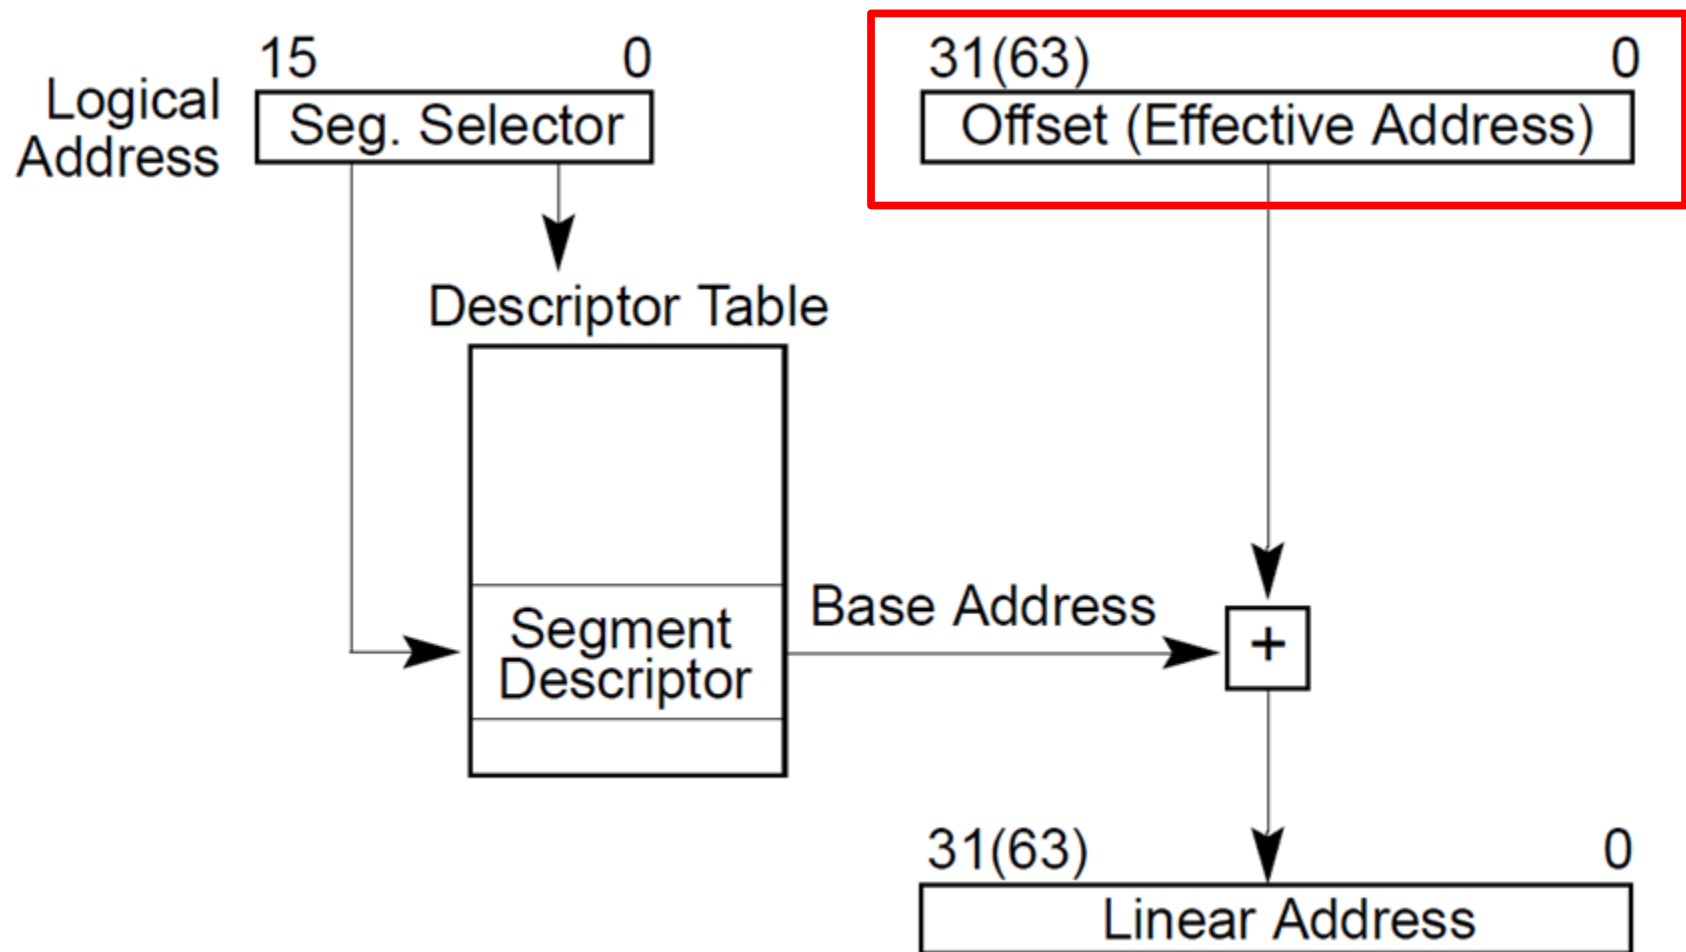 15 0
31(63) 0
Logical
Address
Seg. Selector
Offset (Effective Address)
Descriptor Table
Base Address
Segment
Descriptor
+
31(63) 0
Linear Address